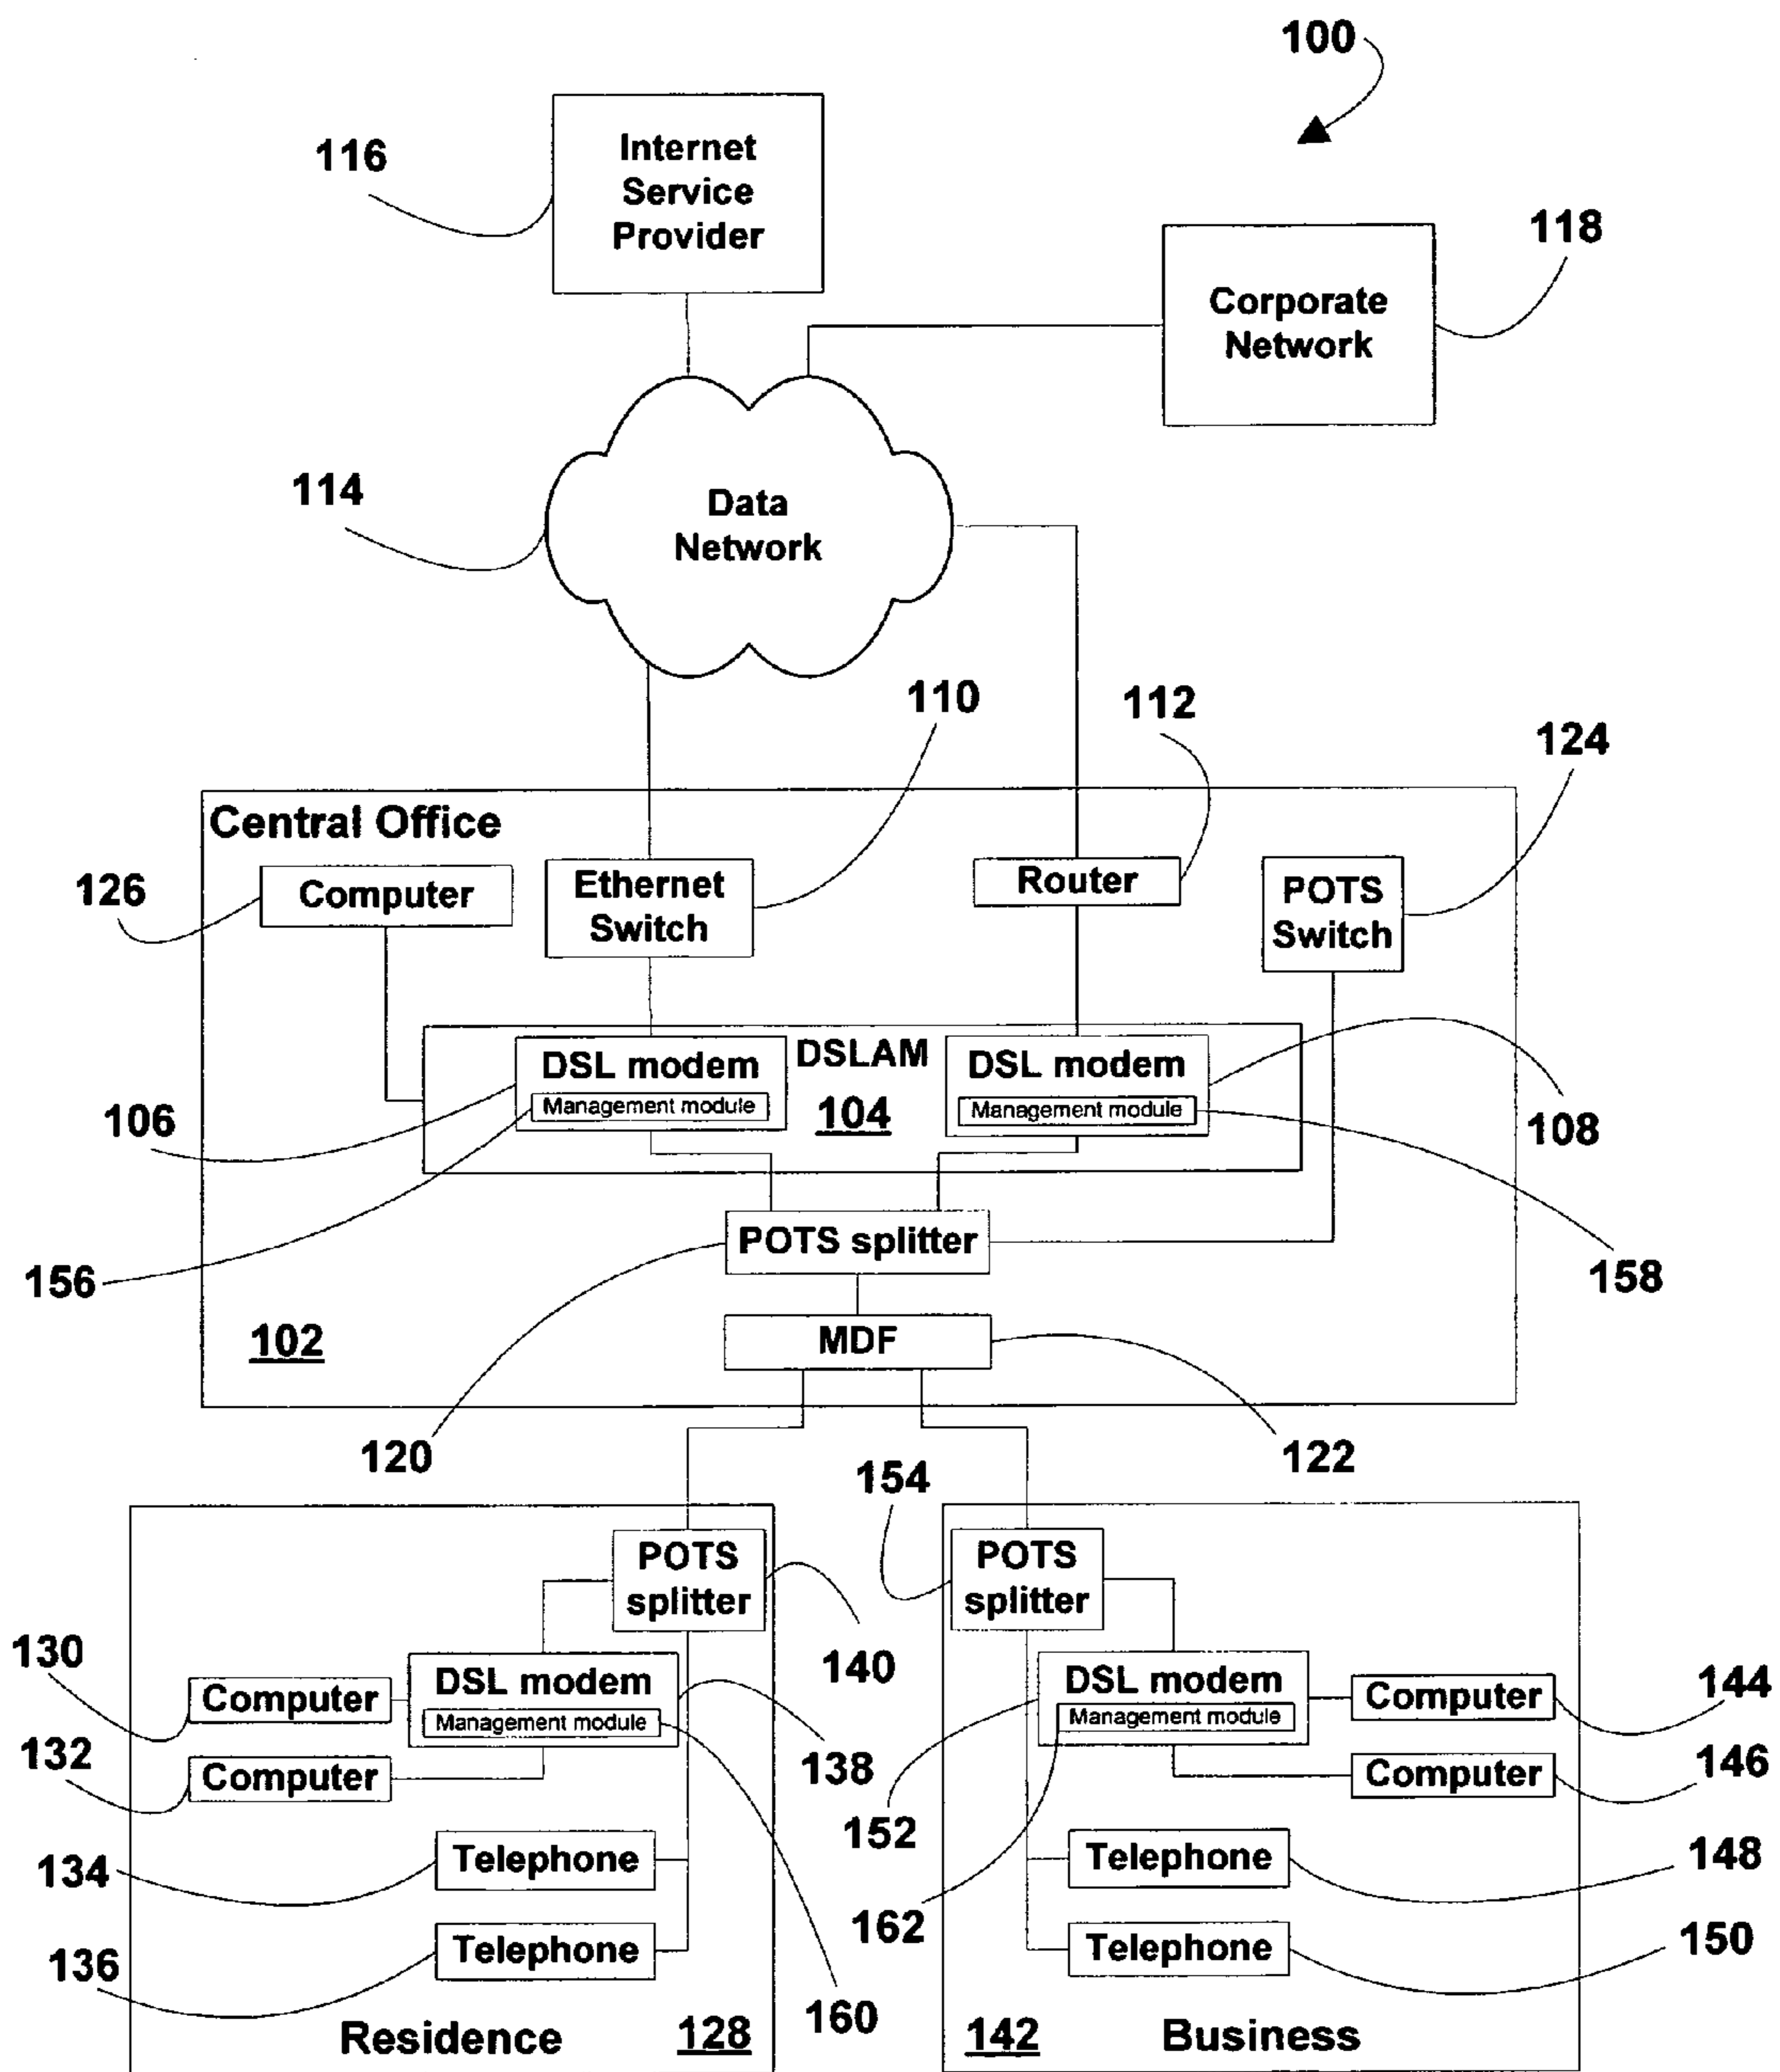 100
116
Internet
Service
Provider
118
Corporate
Network
114
Data
Network
110
112
124
Central Office
126
Computer
Ethernet
Switch
Router
POTS
Switch
DSL modem
Management module
DSLAM
104
DSL modem
Management module
106
108
156
POTS splitter
158
102
MDF
120
122
154
POTS
splitter
POTS
splitter
140
130
Computer
DSL modem
Management module
DSL modem
Management module
Computer
144
132
Computer
138
152
Computer
146
134
Telephone
Telephone
148
162
136
Telephone
Telephone
150
160
Residence
128
142
Business